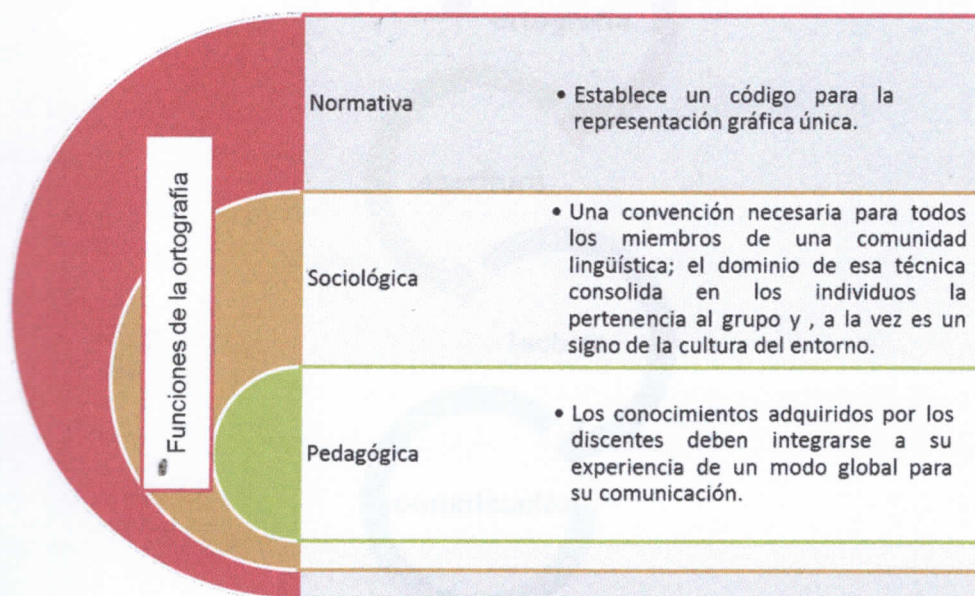 Funciones de la ortografía
Normativa
• Establece un código para la
representación gráfica única.
Sociológica
• Una convención necesaria para todos
los miembros de una comunidad
lingüística; el dominio de esa técnica
consolida en los individuos la
pertenencia al grupo y , a la vez es un
signo de la cultura del entorno.
Pedagógica
• Los conocimientos adquiridos por los
discentes deben integrarse a su
experiencia de un modo global para
su comunicación.